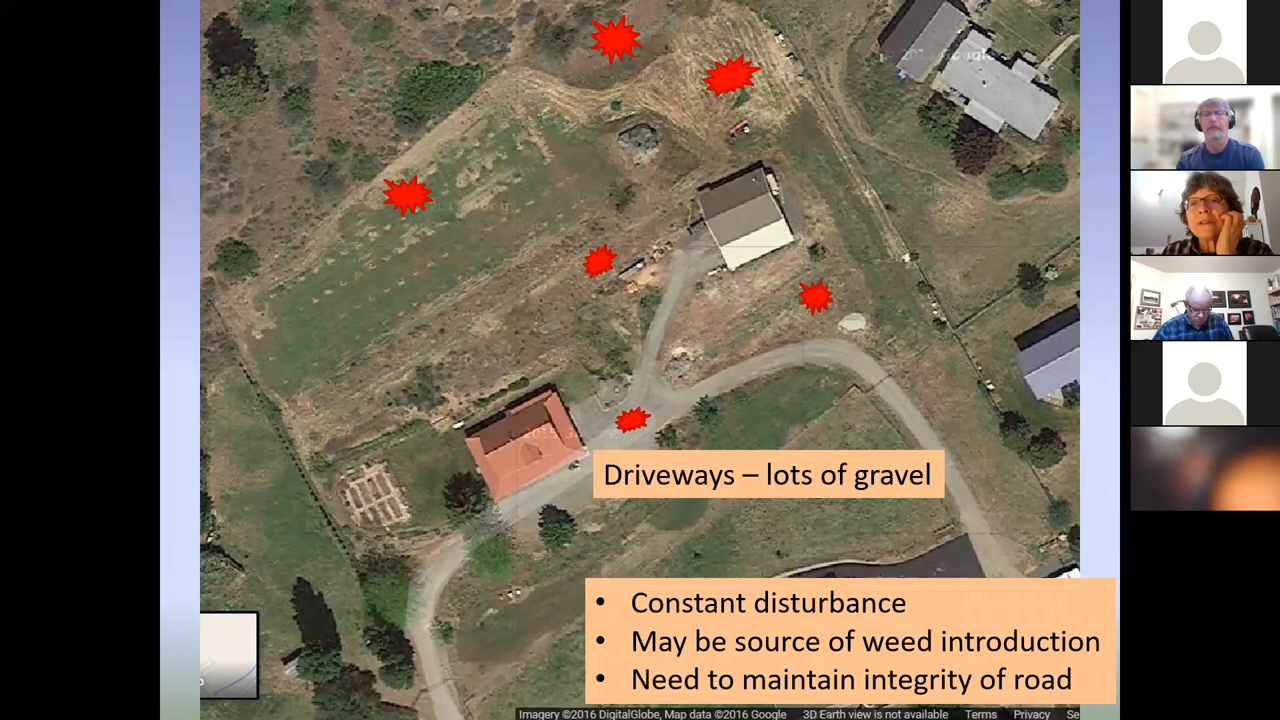 Driveways – lots of gravel
• Constant disturbance
• May be source of weed introduction
• Need to maintain integrity of road
Imagery ©2016 DigitalGlobe, Map data ©2016 Google 3D Earth view is not available Terms Privacy Se